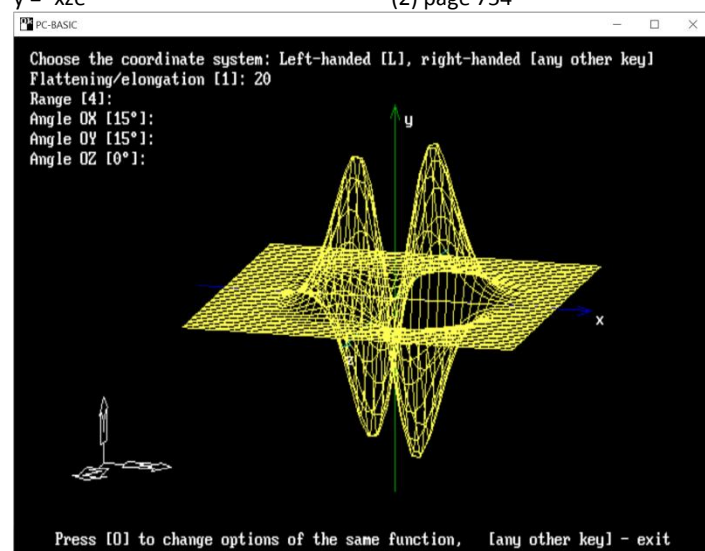 y = -xze (2) page 754
PC-BASIC
Choose the coordinate system: Left-handed [L], right-handed [any other key]
Flattening/elongation [1]: 20
Range [4]:
Angle OX [15°]:
Angle OY [15°]:
Angle OZ [0°]:
y
x
z
Press [O] to change options of the same function, [any other key] - exit